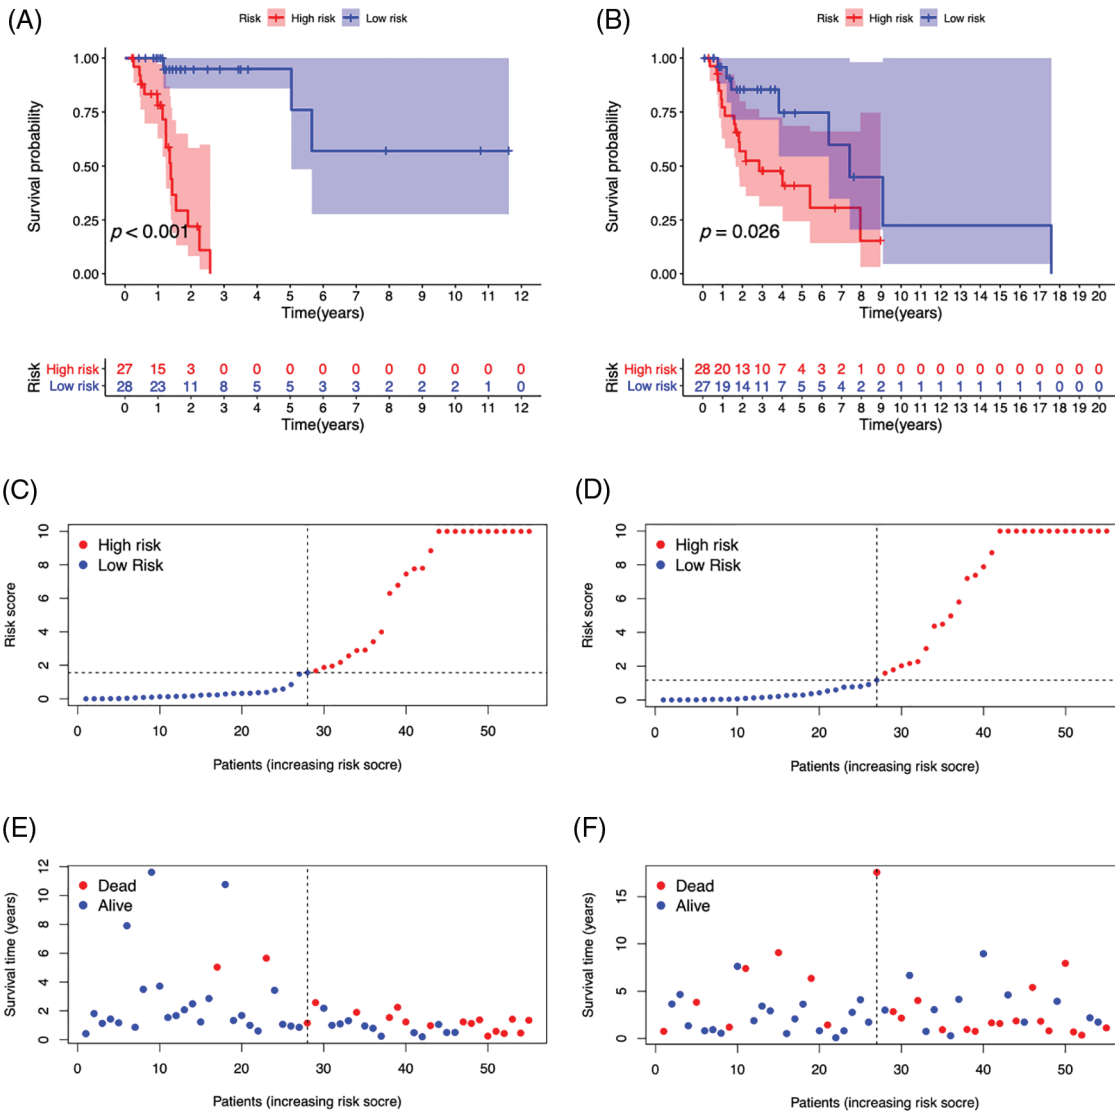 (A)
Risk High risk Low risk
1.00
0.75
0.50
0.25
0.00
Survival probability
p < 0.001
0 1 2 3 4 5 6 7 8 9 10 11 12
Time(years)
Risk
High risk 27 15 3 0 0 0 0 0 0 0 0 0 0
Low risk 28 23 11 8 5 5 3 3 2 2 2 1 0
0 1 2 3 4 5 6 7 8 9 10 11 12
Time(years)
(B)
Risk High risk Low risk
1.00
0.75
0.50
0.25
0.00
Survival probability
p = 0.026
0 1 2 3 4 5 6 7 8 9 10 11 12 13 14 15 16 17 18 19 20
Time(years)
Risk
High risk 28 20 13 10 7 4 3 2 1 0 0 0 0 0 0 0 0 0 0 0 0
Low risk 27 19 14 11 7 5 5 4 2 2 1 1 1 1 1 1 1 1 0 0 0
0 1 2 3 4 5 6 7 8 9 10 11 12 13 14 15 16 17 18 19 20
Time(years)
(C)
High risk
Low Risk
10
8
6
4
2
0
Risk score
0 10 20 30 40 50
Patients (increasing risk socre)
(D)
High risk
Low Risk
10
8
6
4
2
0
Risk score
0 10 20 30 40 50
Patients (increasing risk socre)
(E)
Dead
Alive
12
10
8
6
4
2
0
Survival time (years)
0 10 20 30 40 50
Patients (increasing risk socre)
(F)
Dead
Alive
15
10
5
0
Survival time (years)
0 10 20 30 40 50
Patients (increasing risk socre)